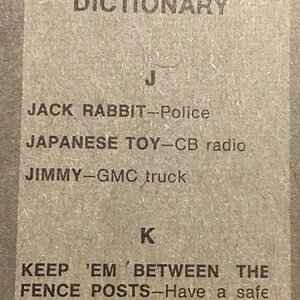 DICTIONARY
J
JACK RABBIT—Police
JAPANESE TOY—CB radio
JIMMY—GMC truck
K
KEEP 'EM BETWEEN THE
FENCE POSTS—Have a safe